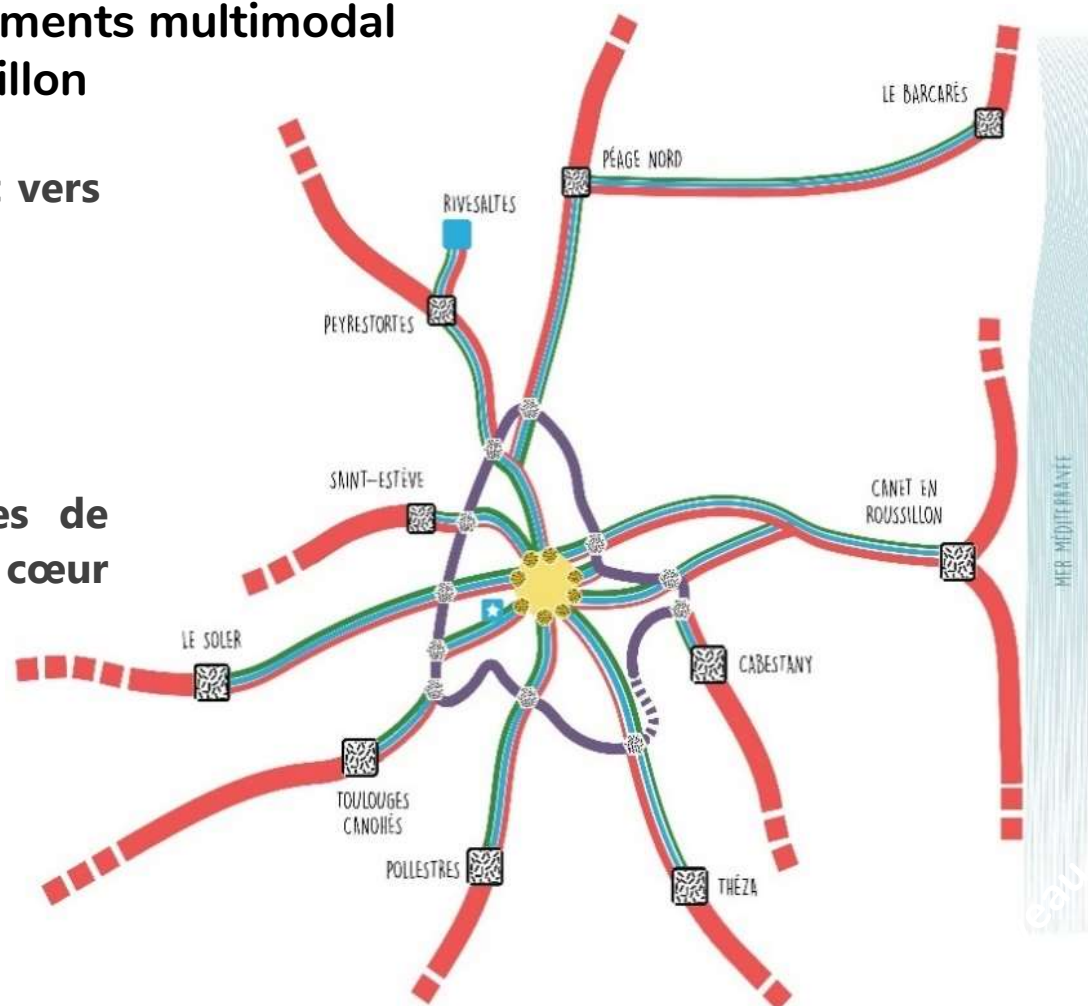 ments multimodal
illon
vers
es de
cœur
LE BARCARÈS
PÉAGE NORD
RIVESALTES
PEYRESTORTES
SAINT-ESTÈVE
CANET EN
ROUSSILLON
MER MÉDITERRANÉE
LE SOLER
CABESTANY
TOULOUGES
CANOHÈS
POLLESTRES
THÉZA
eau